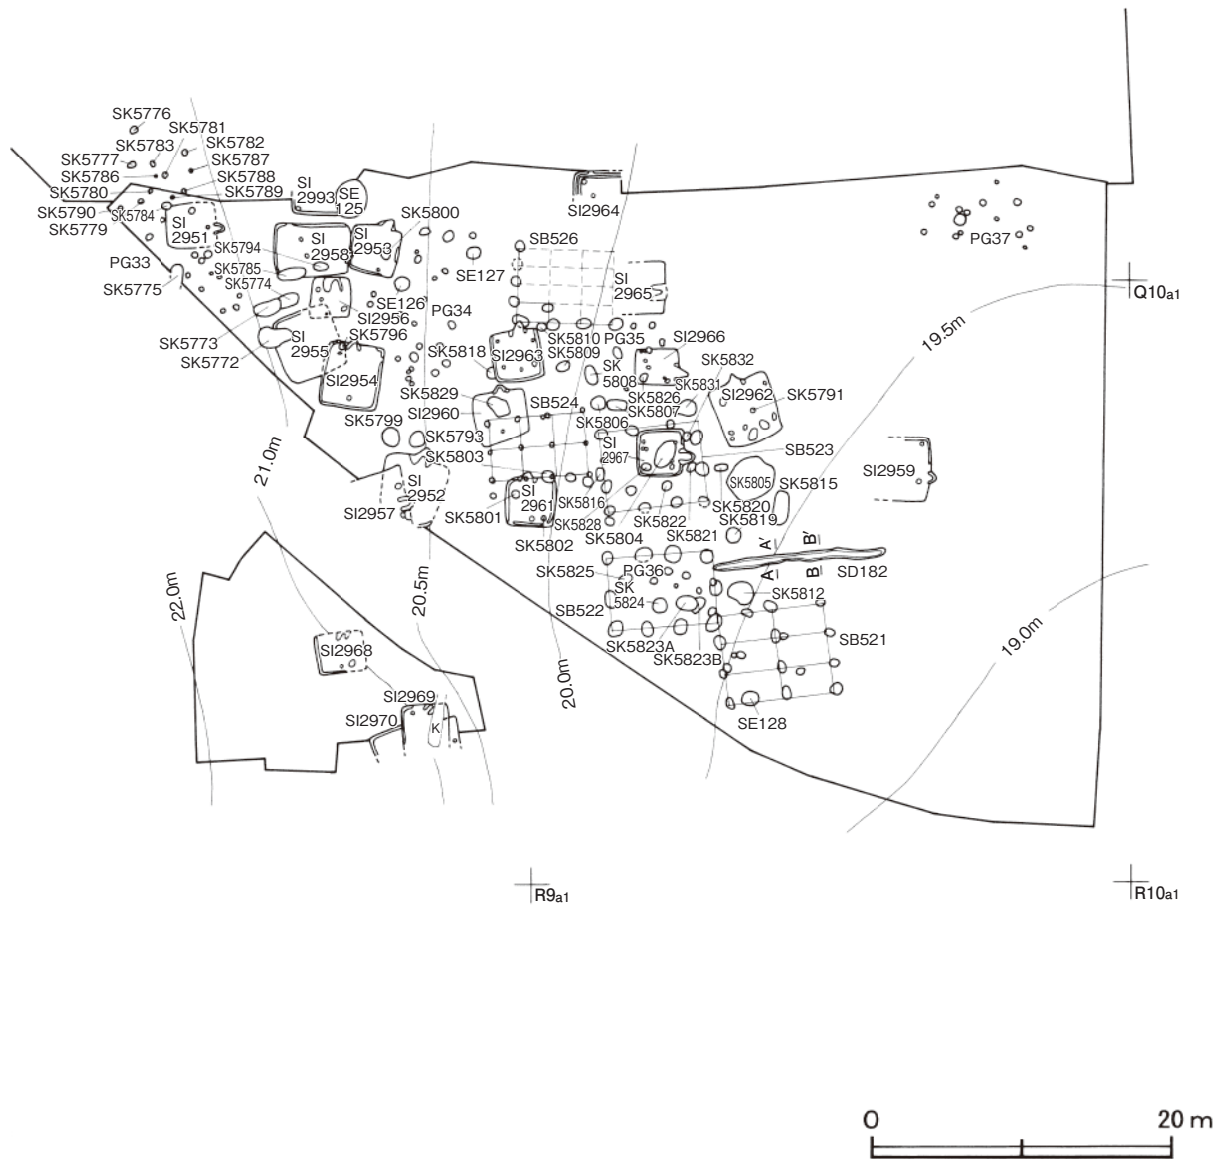 SK5776
SK5781
SK5783
SK5782
SK5777
SK5787
SK5786
SK5788
SK5780
SK5789
SK5790
SK5784
SK5779
SI
2951
SI
2993
SE
125
SK5800
SI2964
SI
2958
SI
2953
SK5794
SB526
PG37
PG33
SK5785
SK5774
SE127
SI
2965
SK5775
SE126
PG34
SI2956
Q10a1
SK5773
SK5796
SK5772
SI
2955
SK5818
SI2963
SK5810
PG35
SK5809
SI2966
19.5m
SK5832
SI2954
SK
5808
SK5831
SK5829
SK5826
SI2962
SK5791
SI2960
SB524
SK5807
SK5799
SK5806
SK5793
SI
2967
SB523
SK5803
21.0m
SI2959
SI
2952
SK5805
SK5815
SI2957
SI
2961
SK5816
SK5801
SK5820
SK5828
SK5822
SK5819
SK5802
SK5804
SK5821
A′
B′
SK5825
PG36
A
B
SD182
22.0m
20.5m
SK
5824
SK5812
SB522
SB521
19.0m
SK5823A
SI2968
SK5823B
20.0m
SI2969
SI2970
K
SE128
R9a1
R10a1
0
20 m